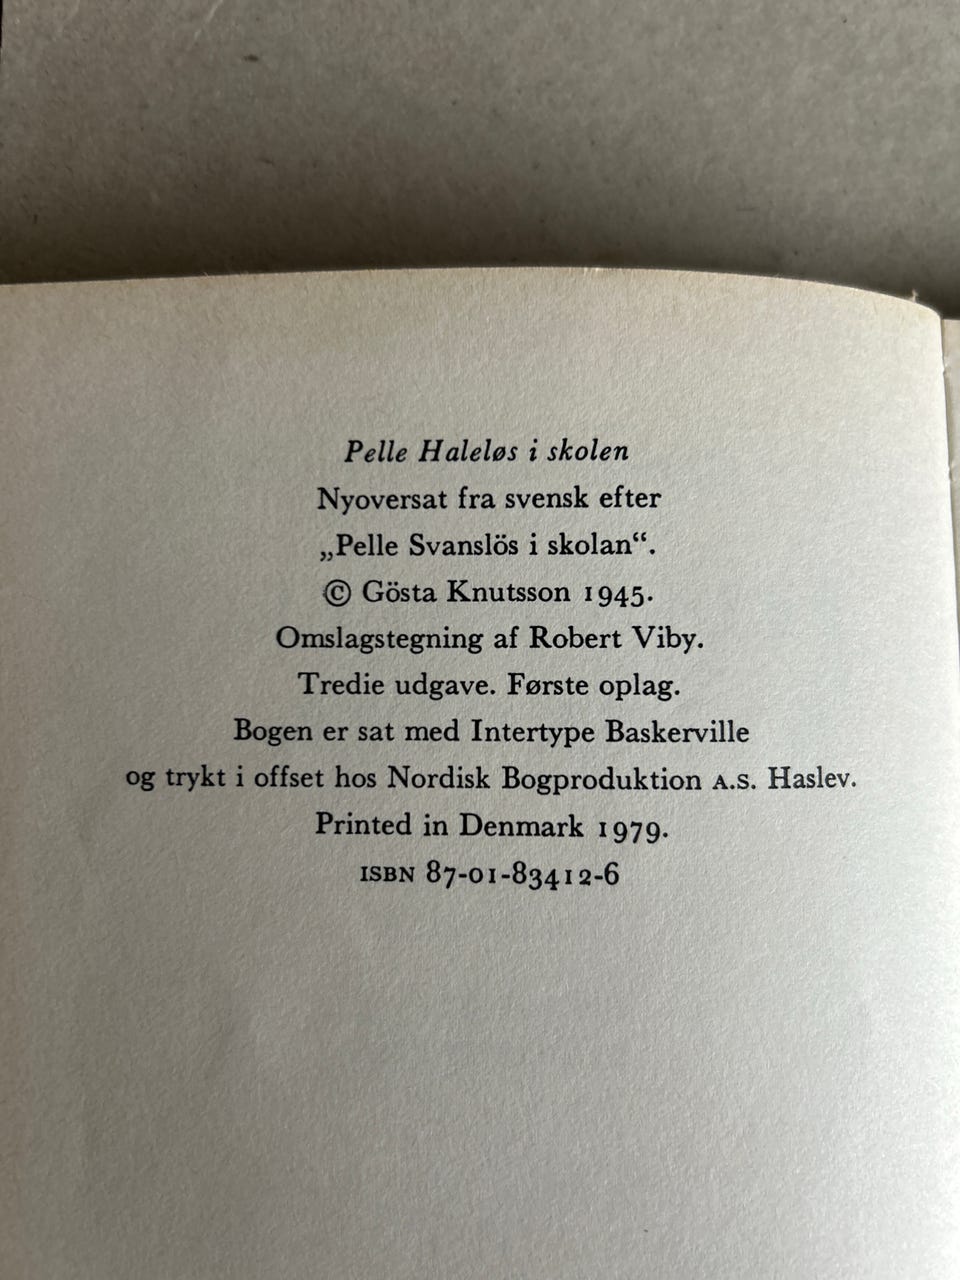 Pelle Haleløs i skolen
Nyoversat fra svensk efter
„Pelle Svanslös i skolan“.
© Gösta Knutsson 1945.
Omslagstegning af Robert Viby.
Tredie udgave. Første oplag.
Bogen er sat med Intertype Baskerville
og trykt i offset hos Nordisk Bogproduktion A.S. Haslev.
Printed in Denmark 1979.
ISBN 87-01-83412-6